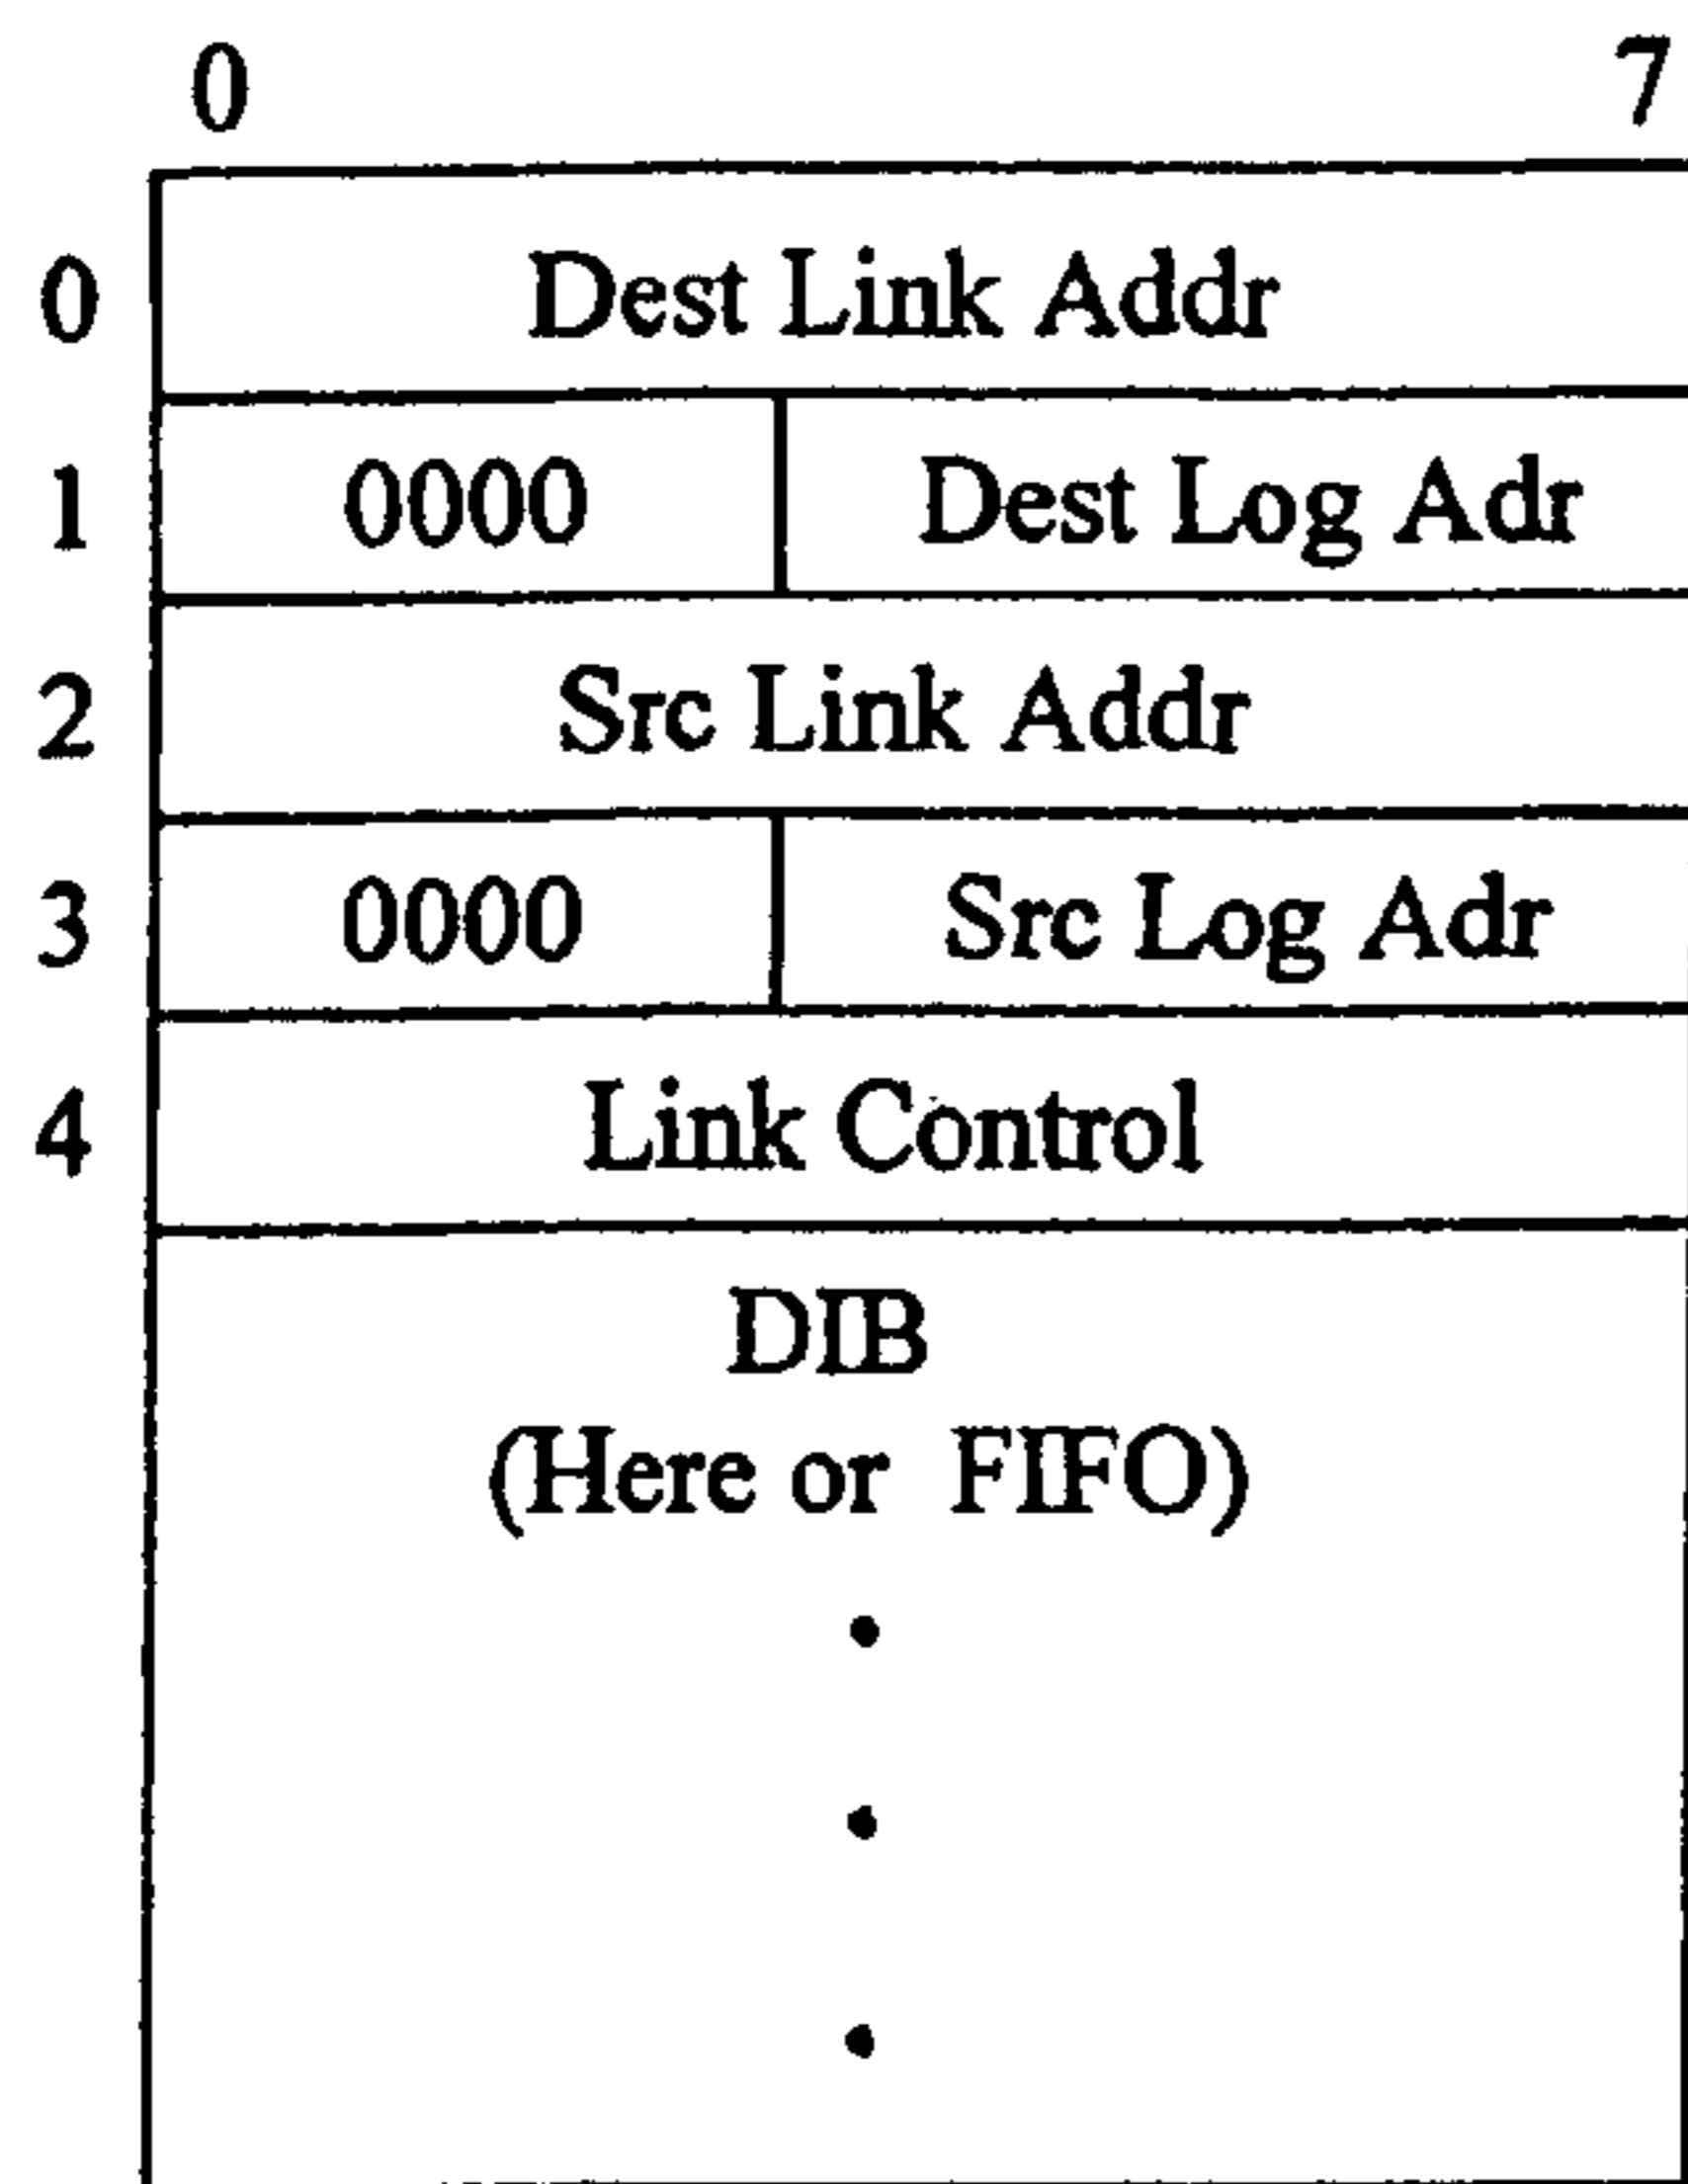 0 7
0 Dest Link Addr
1 0000 Dest Log Adr
2 Src Link Addr
3 0000 Src Log Adr
4 Link Control
DIB
(Here or FIFO)